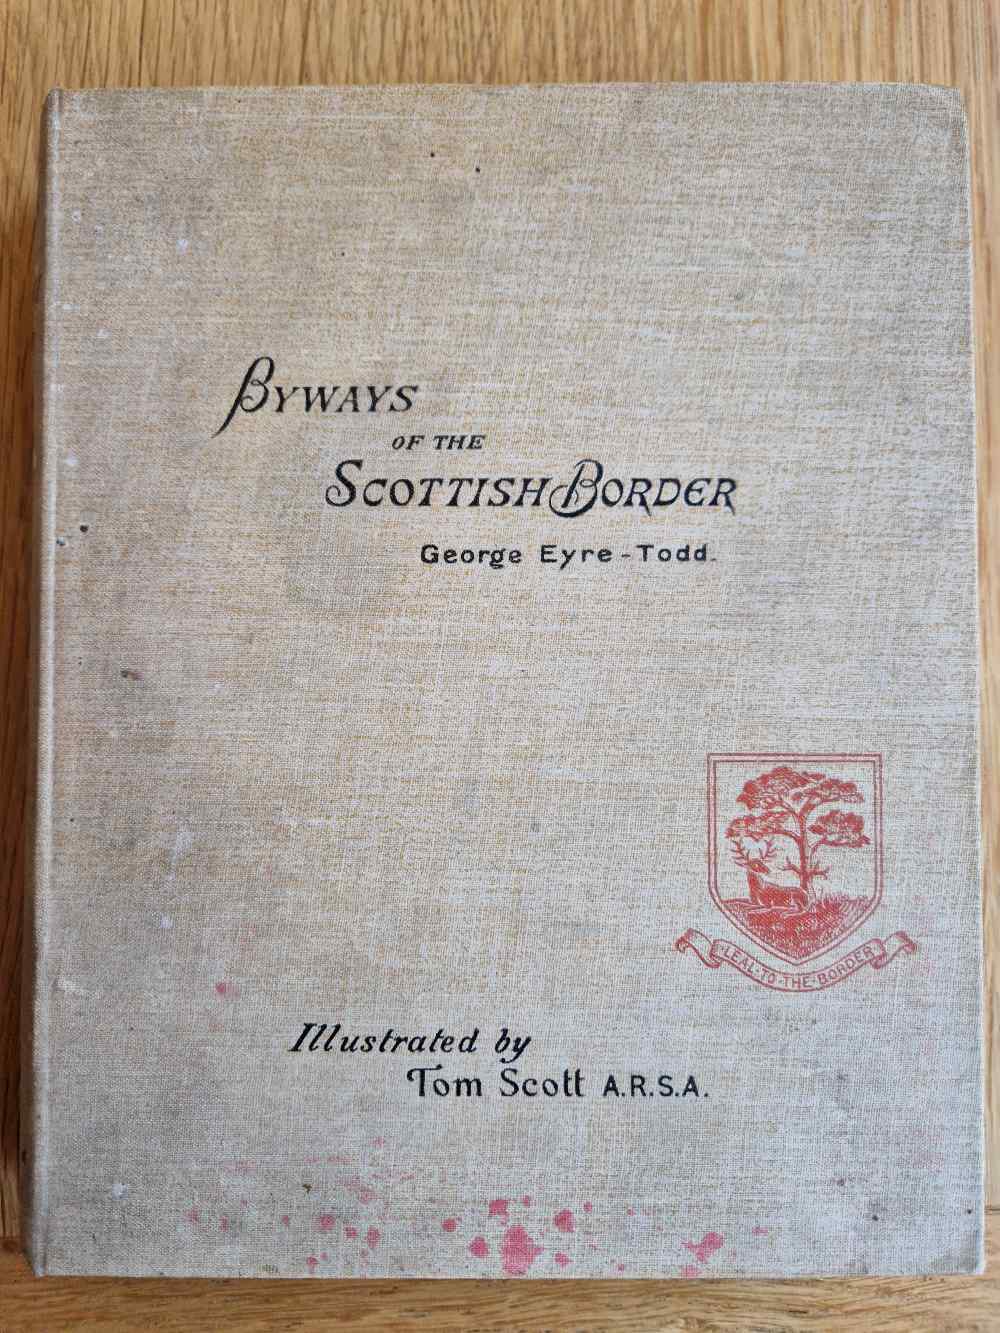 BYWAYS
OF THE
SCOTTISH BORDER
George Eyre-Todd.
LEAL·TO·THE·BORDER
Illustrated by
Tom Scott A.R.S.A.